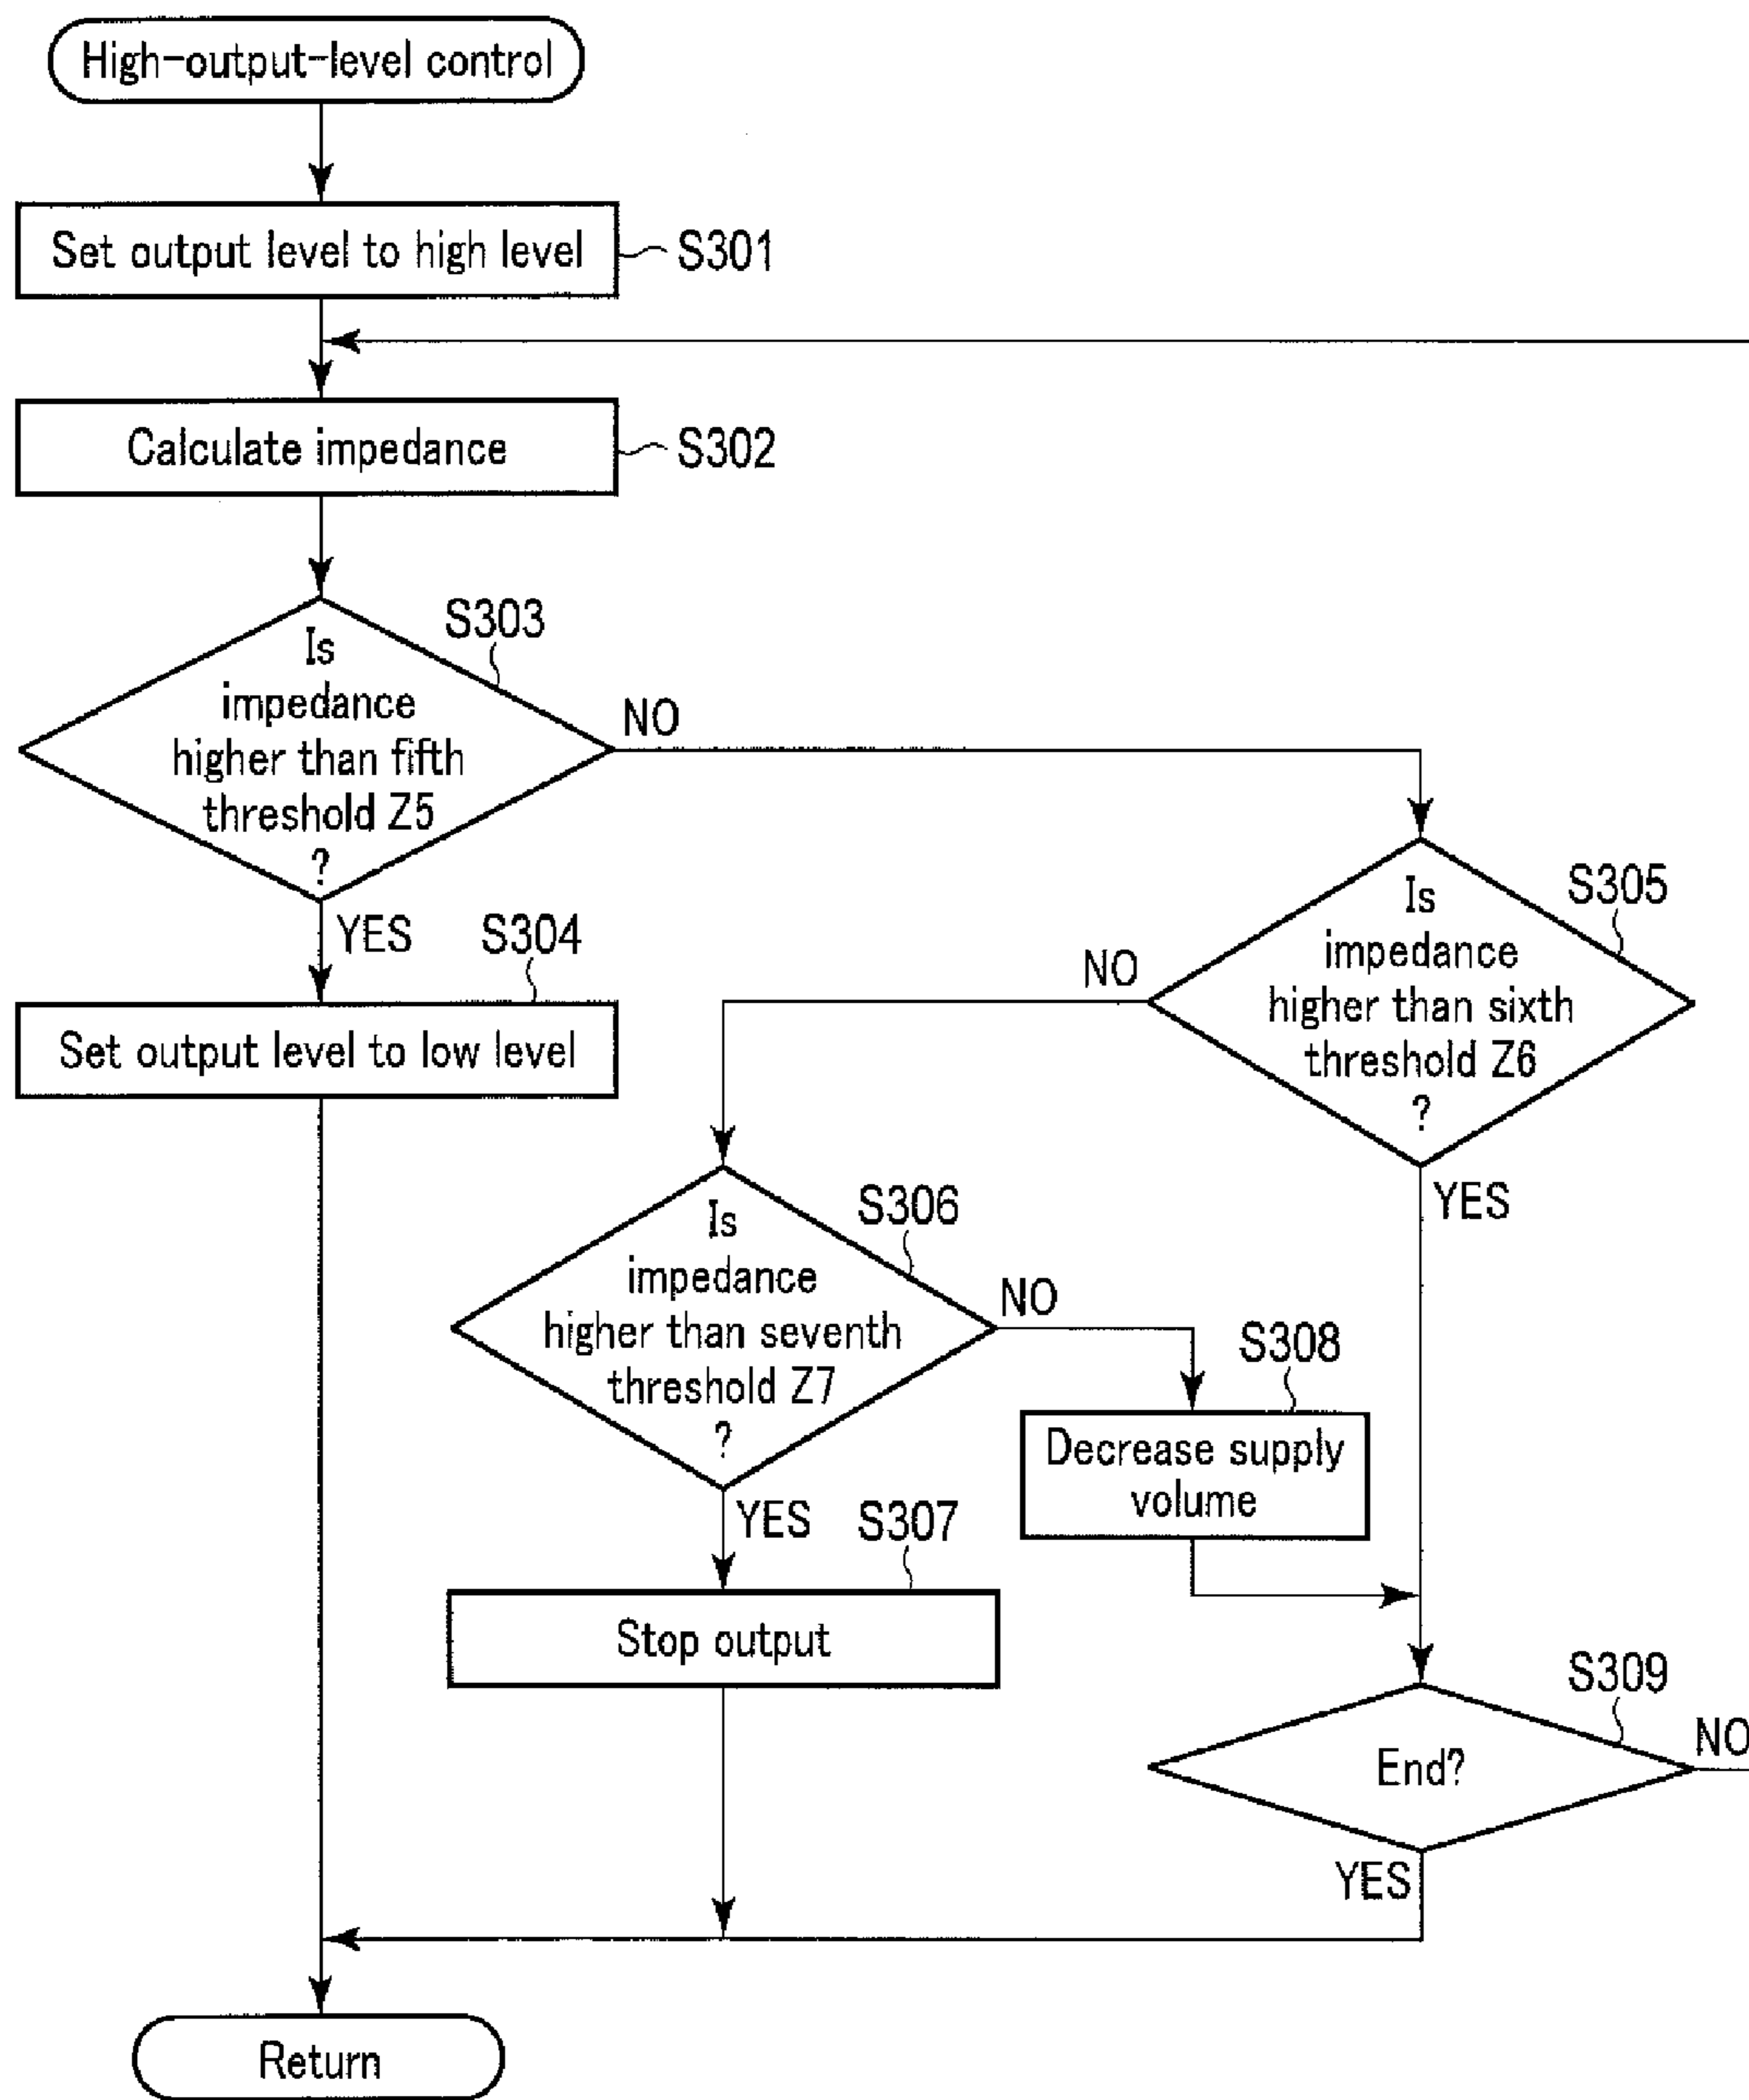 High-output-level control
Set output level to high level
S301
Calculate impedance
S302
S303
Is
impedance
higher than fifth
threshold Z5
?
NO
YES
S304
Set output level to low level
S305
Is
impedance
higher than sixth
threshold Z6
?
NO
YES
S306
Is
impedance
higher than seventh
threshold Z7
?
NO
YES
S308
Decrease supply
volume
S307
Stop output
S309
End?
NO
YES
Return